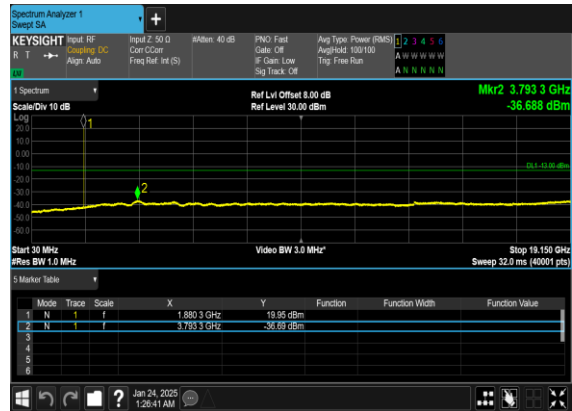 Spectrum Analyzer 1
Swept SA
+
KEYSIGHT Input: RF Input Z: 50 Ω #Atten: 40 dB PNO: Fast Avg Type: Power (RMS) 1 2 3 4 5 6
R T Coupling: DC Corr CCorr Gate: Off Avg|Hold: 100/100 A W W W W W
Align: Auto Freq Ref: Int (S) IF Gain: Low Trig: Free Run
Sig Track: Off A N N N N N
1 Spectrum Ref Lvl Offset 8.00 dB Mkr2 3.793 3 GHz
Scale/Div 10 dB Ref Level 30.00 dBm -36.688 dBm
Log
1
20.0
10.0
0.00
-10.0 DL1 -13.00 dBm
-20.0
-30.0 2
-40.0
-50.0
-60.0
Start 30 MHz Video BW 3.0 MHz* Stop 19.150 GHz
#Res BW 1.0 MHz Sweep 32.0 ms (40001 pts)
5 Marker Table
Mode Trace Scale X Y Function Function Width Function Value
1 N 1 f 1.880 3 GHz 19.95 dBm
2 N 1 f 3.793 3 GHz -36.69 dBm
3
4
5
6
? Jan 24, 2025
1:26:41 AM